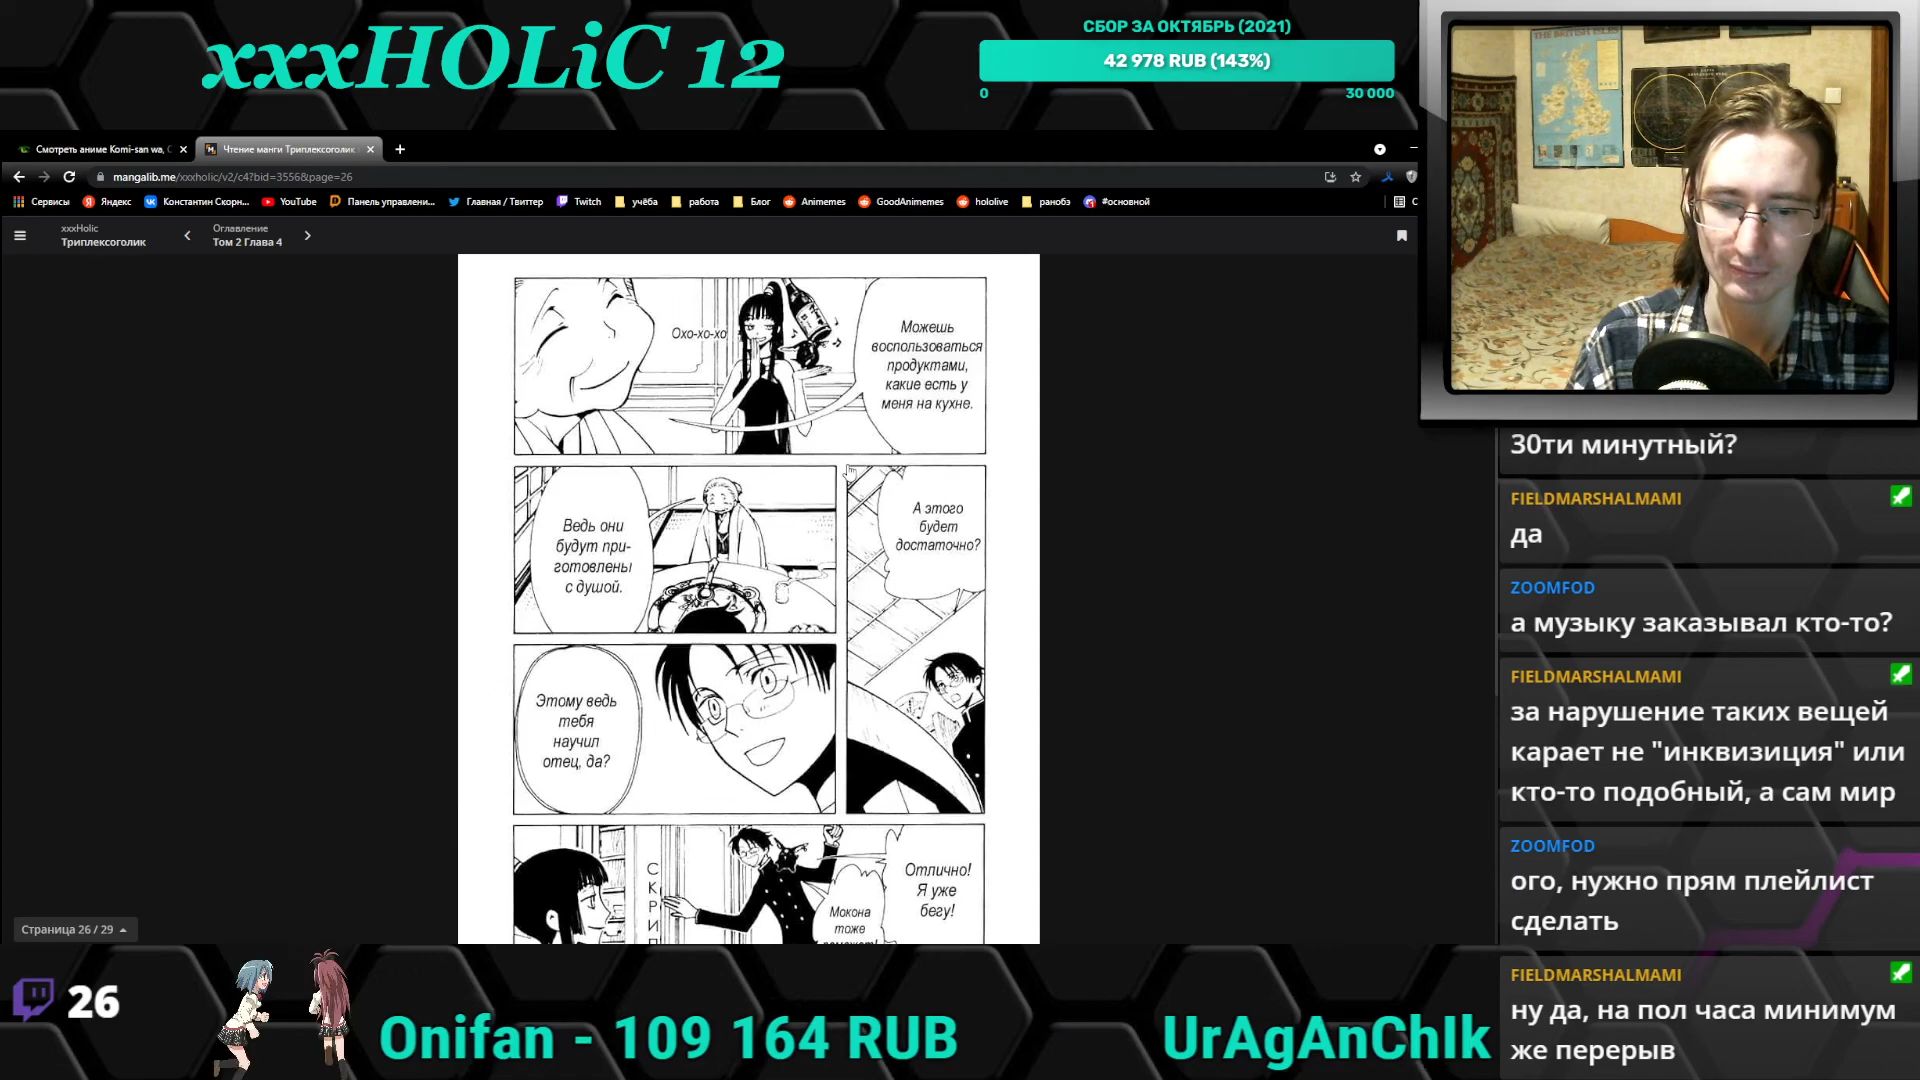 xxxHOLiC 12
СБОР ЗА ОКТЯБРЬ (2021)
42 978 RUB (143%)
0
30 000
THE BRITISH ISLES
Смотреть аниме Komi-san wa, C
Чтение манги Триплексоголик
mangalib.me/xxxholic/v2/c4?bid=3556&page=26
Сервисы
Яндекс
Константин Скорн...
YouTube
Панель управлени...
Главная / Твиттер
Twitch
учёба
работа
Блог
Animemes
GoodAnimemes
hololive
ранобэ
#основной
xxxHolic
Триплексоголик
Оглавление
Том 2 Глава 4
Охо-хо-хо
Можешь
воспользоваться
продуктами,
какие есть у
меня на кухне.
А этого
будет
достаточно?
Ведь они
будут при-
готовлены
с душой.
Этому ведь
тебя
научил
отец, да?
Отлично!
Я уже
бегу!
Мокона
тоже
СКРИП
Страница 26 / 29
30ти минутный?
FIELDMARSHALMAMI
да
ZOOMFOD
а музыку заказывал кто-то?
FIELDMARSHALMAMI
за нарушение таких вещей
карает не "инквизиция" или
кто-то подобный, а сам мир
ZOOMFOD
ого, нужно прям плейлист
сделать
FIELDMARSHALMAMI
ну да, на пол часа минимум
же перерыв
26
Onifan - 109 164 RUB
UrAgAnChIk